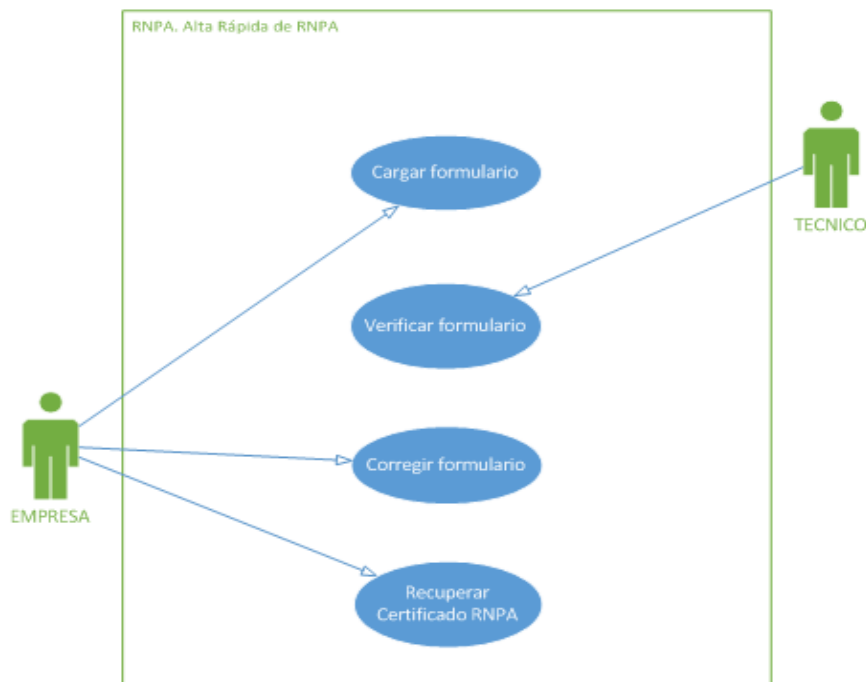 RNPA. Alta Rápida de RNPA
Cargar formulario
TECNICO
Verificar formulario
Corregir formulario
EMPRESA
Recuperar
Certificado RNPA